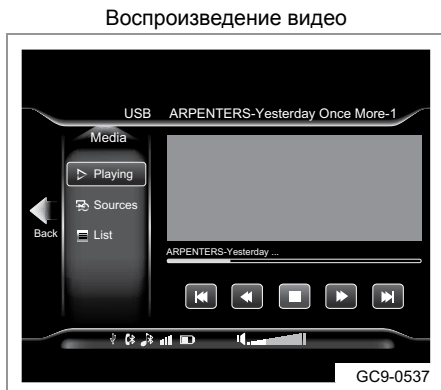 Воспроизведение видео
USB ARPENTERS-Yesterday Once More-1
Media
Playing
Sources
List
Back
ARPENTERS-Yesterday ...
GC9-0537